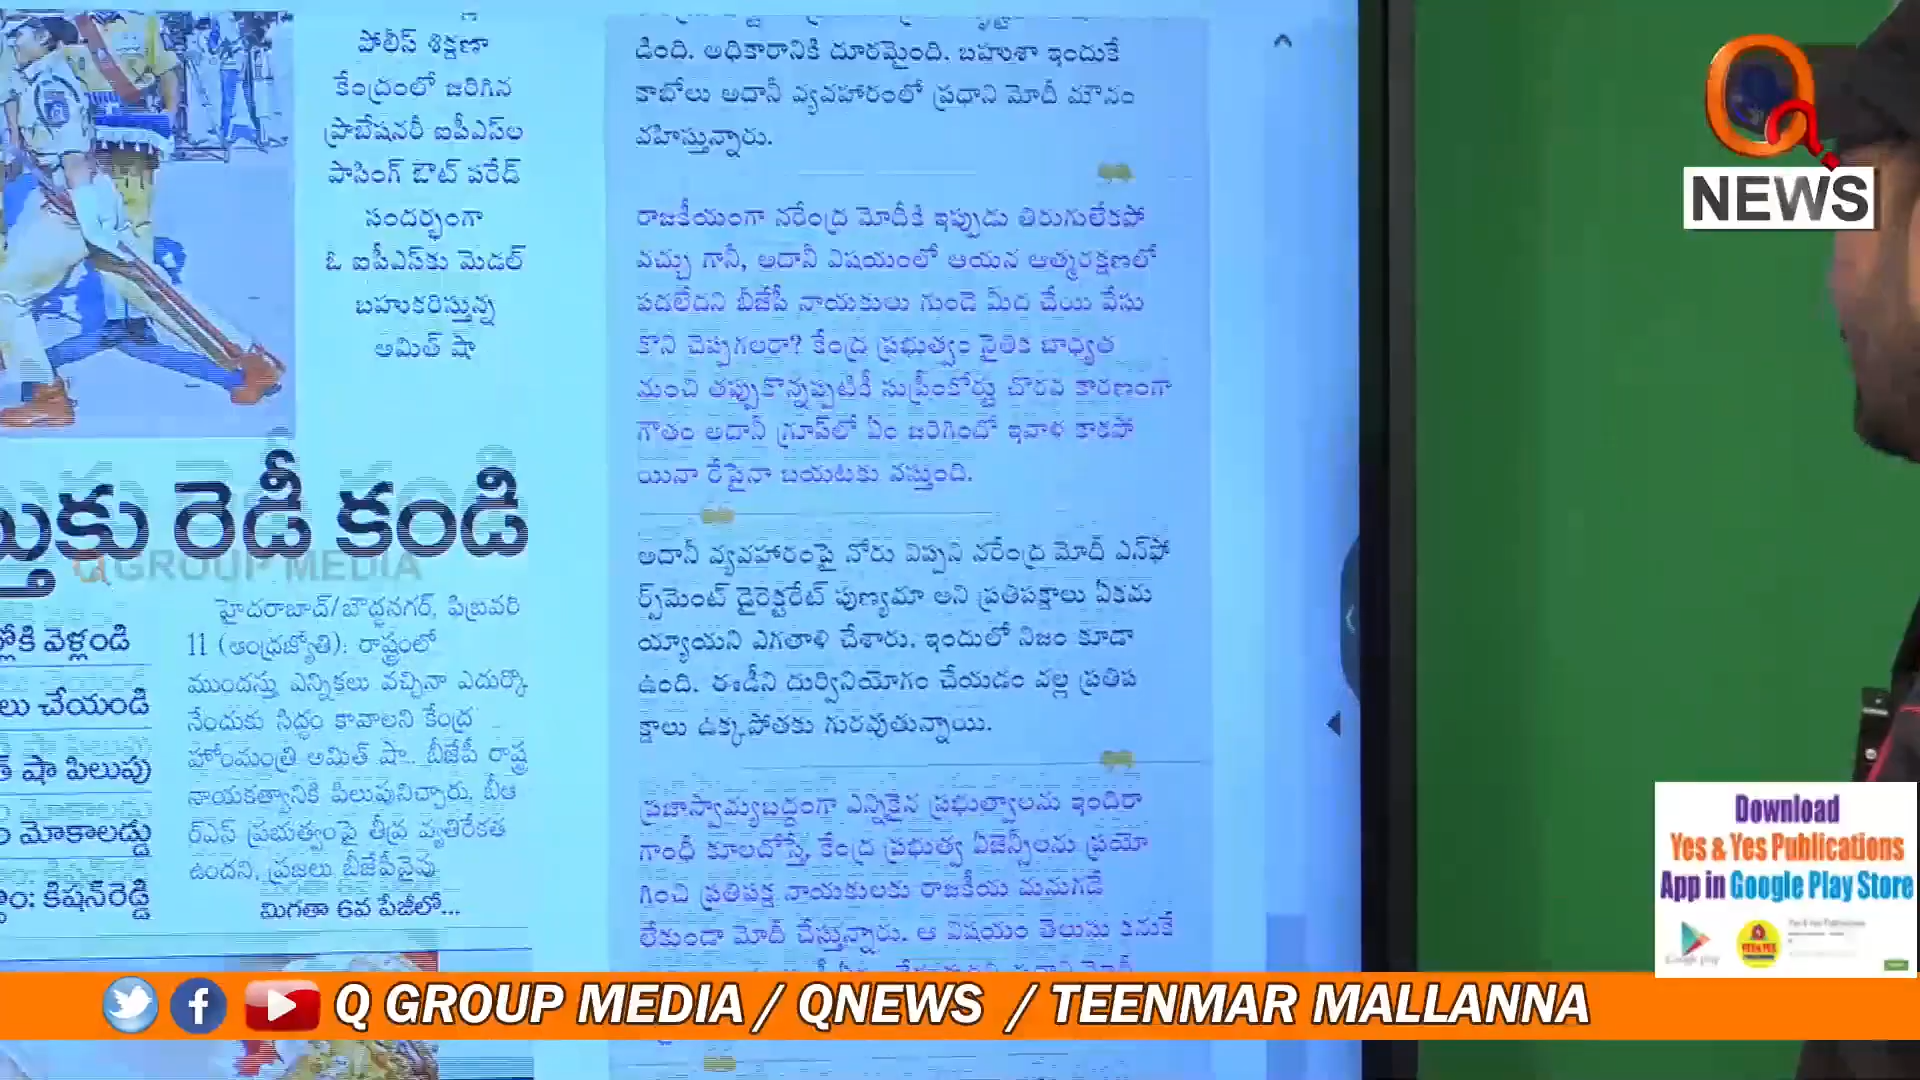 పోలీస్ శిక్షణా
కేంద్రంలో జరిగిన
ప్రొబేషనరీ ఐపీఎస్‌ల
పాసింగ్ ఔట్ పరేడ్
సందర్భంగా
ఓ ఐపీఎస్‌కు మెడల్
బహుకరిస్తున్న
అమిత్ షా
త్తుకు రెడీ కండి
Q GROUP MEDIA
ల్లోకి వెళ్లండి
లు చేయండి
త్ షా పిలుపు
మోకాలడ్డు
కిషన్‌రెడ్డి
హైదరాబాద్/బౌద్ధనగర్, ఫిబ్రవరి
11 (ఆంధ్రజ్యోతి): రాష్ట్రంలో
ముందస్తు ఎన్నికలు వచ్చినా ఎదుర్కొ
నేందుకు సిద్ధం కావాలని కేంద్ర
హోంమంత్రి అమిత్ షా.. బీజేపీ రాష్ట్ర
నాయకత్వానికి పిలుపునిచ్చారు. బీఆ
ర్ఎస్ ప్రభుత్వంపై తీవ్ర వ్యతిరేకత
ఉందని, ప్రజలు బీజేపీవైపు
మిగతా 6వ పేజీలో...
డింది. అధికారానికి దూరమైంది. బహుశా ఇందుకే
కాబోలు అదానీ వ్యవహారంలో ప్రధాని మోదీ మౌనం
వహిస్తున్నారు.
రాజకీయంగా నరేంద్ర మోదీకి ఇప్పుడు తిరుగులేకపో
వచ్చు గానీ, అదానీ విషయంలో ఆయన ఆత్మరక్షణలో
పడలేదని బీజేపీ నాయకులు గుండె మీద చేయి వేసు
కొని చెప్పగలరా? కేంద్ర ప్రభుత్వం నైతిక బాధ్యత
నుంచి తప్పుకొన్నప్పటికీ సుప్రీంకోర్టు చొరవ కారణంగా
గౌతం అదానీ గ్రూప్‌లో ఏం జరిగిందో ఇవాళ కాకపో
యినా రేపైనా బయటకు వస్తుంది.
అదానీ వ్యవహారంపై నోరు విప్పని నరేంద్ర మోదీ ఎన్‌ఫో
ర్స్‌మెంట్ డైరెక్టరేట్ పుణ్యమా అని ప్రతిపక్షాలు ఏకమ
య్యాయని ఎగతాళి చేశారు. ఇందులో నిజం కూడా
ఉంది. ఈడీని దుర్వినియోగం చేయడం వల్ల ప్రతిప
క్షాలు ఉక్కపోతకు గురవుతున్నాయి.
ప్రజాస్వామ్యబద్ధంగా ఎన్నికైన ప్రభుత్వాలను ఇందిరా
గాంధీ కూలదోస్తే, కేంద్ర ప్రభుత్వ ఏజెన్సీలను ప్రయో
గించి ప్రతిపక్ష నాయకులకు రాజకీయ మనుగడే
లేకుండా మోదీ చేస్తున్నారు. ఆ విషయం తెలుసు కనుకే
Q
NEWS
Download
Yes & Yes Publications
App in Google Play Store
Q GROUP MEDIA / QNEWS / TEENMAR MALLANNA